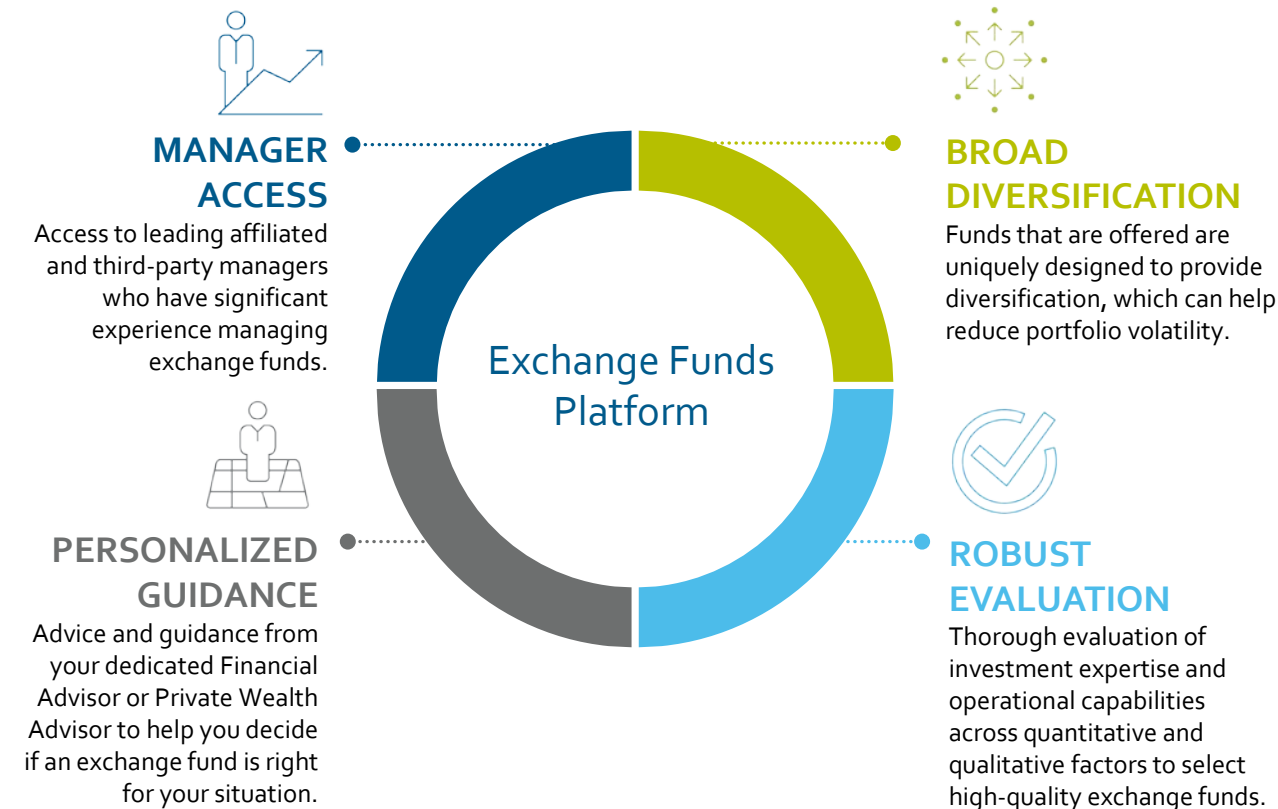 MANAGER
ACCESS
Access to leading affiliated
and third-party managers
who have significant
experience managing
exchange funds.
BROAD
DIVERSIFICATION
Funds that are offered are
uniquely designed to provide
diversification, which can help
reduce portfolio volatility.
Exchange Funds
Platform
PERSONALIZED
GUIDANCE
Advice and guidance from
your dedicated Financial
Advisor or Private Wealth
Advisor to help you decide
if an exchange fund is right
for your situation.
ROBUST
EVALUATION
Thorough evaluation of
investment expertise and
operational capabilities
across quantitative and
qualitative factors to select
high-quality exchange funds.